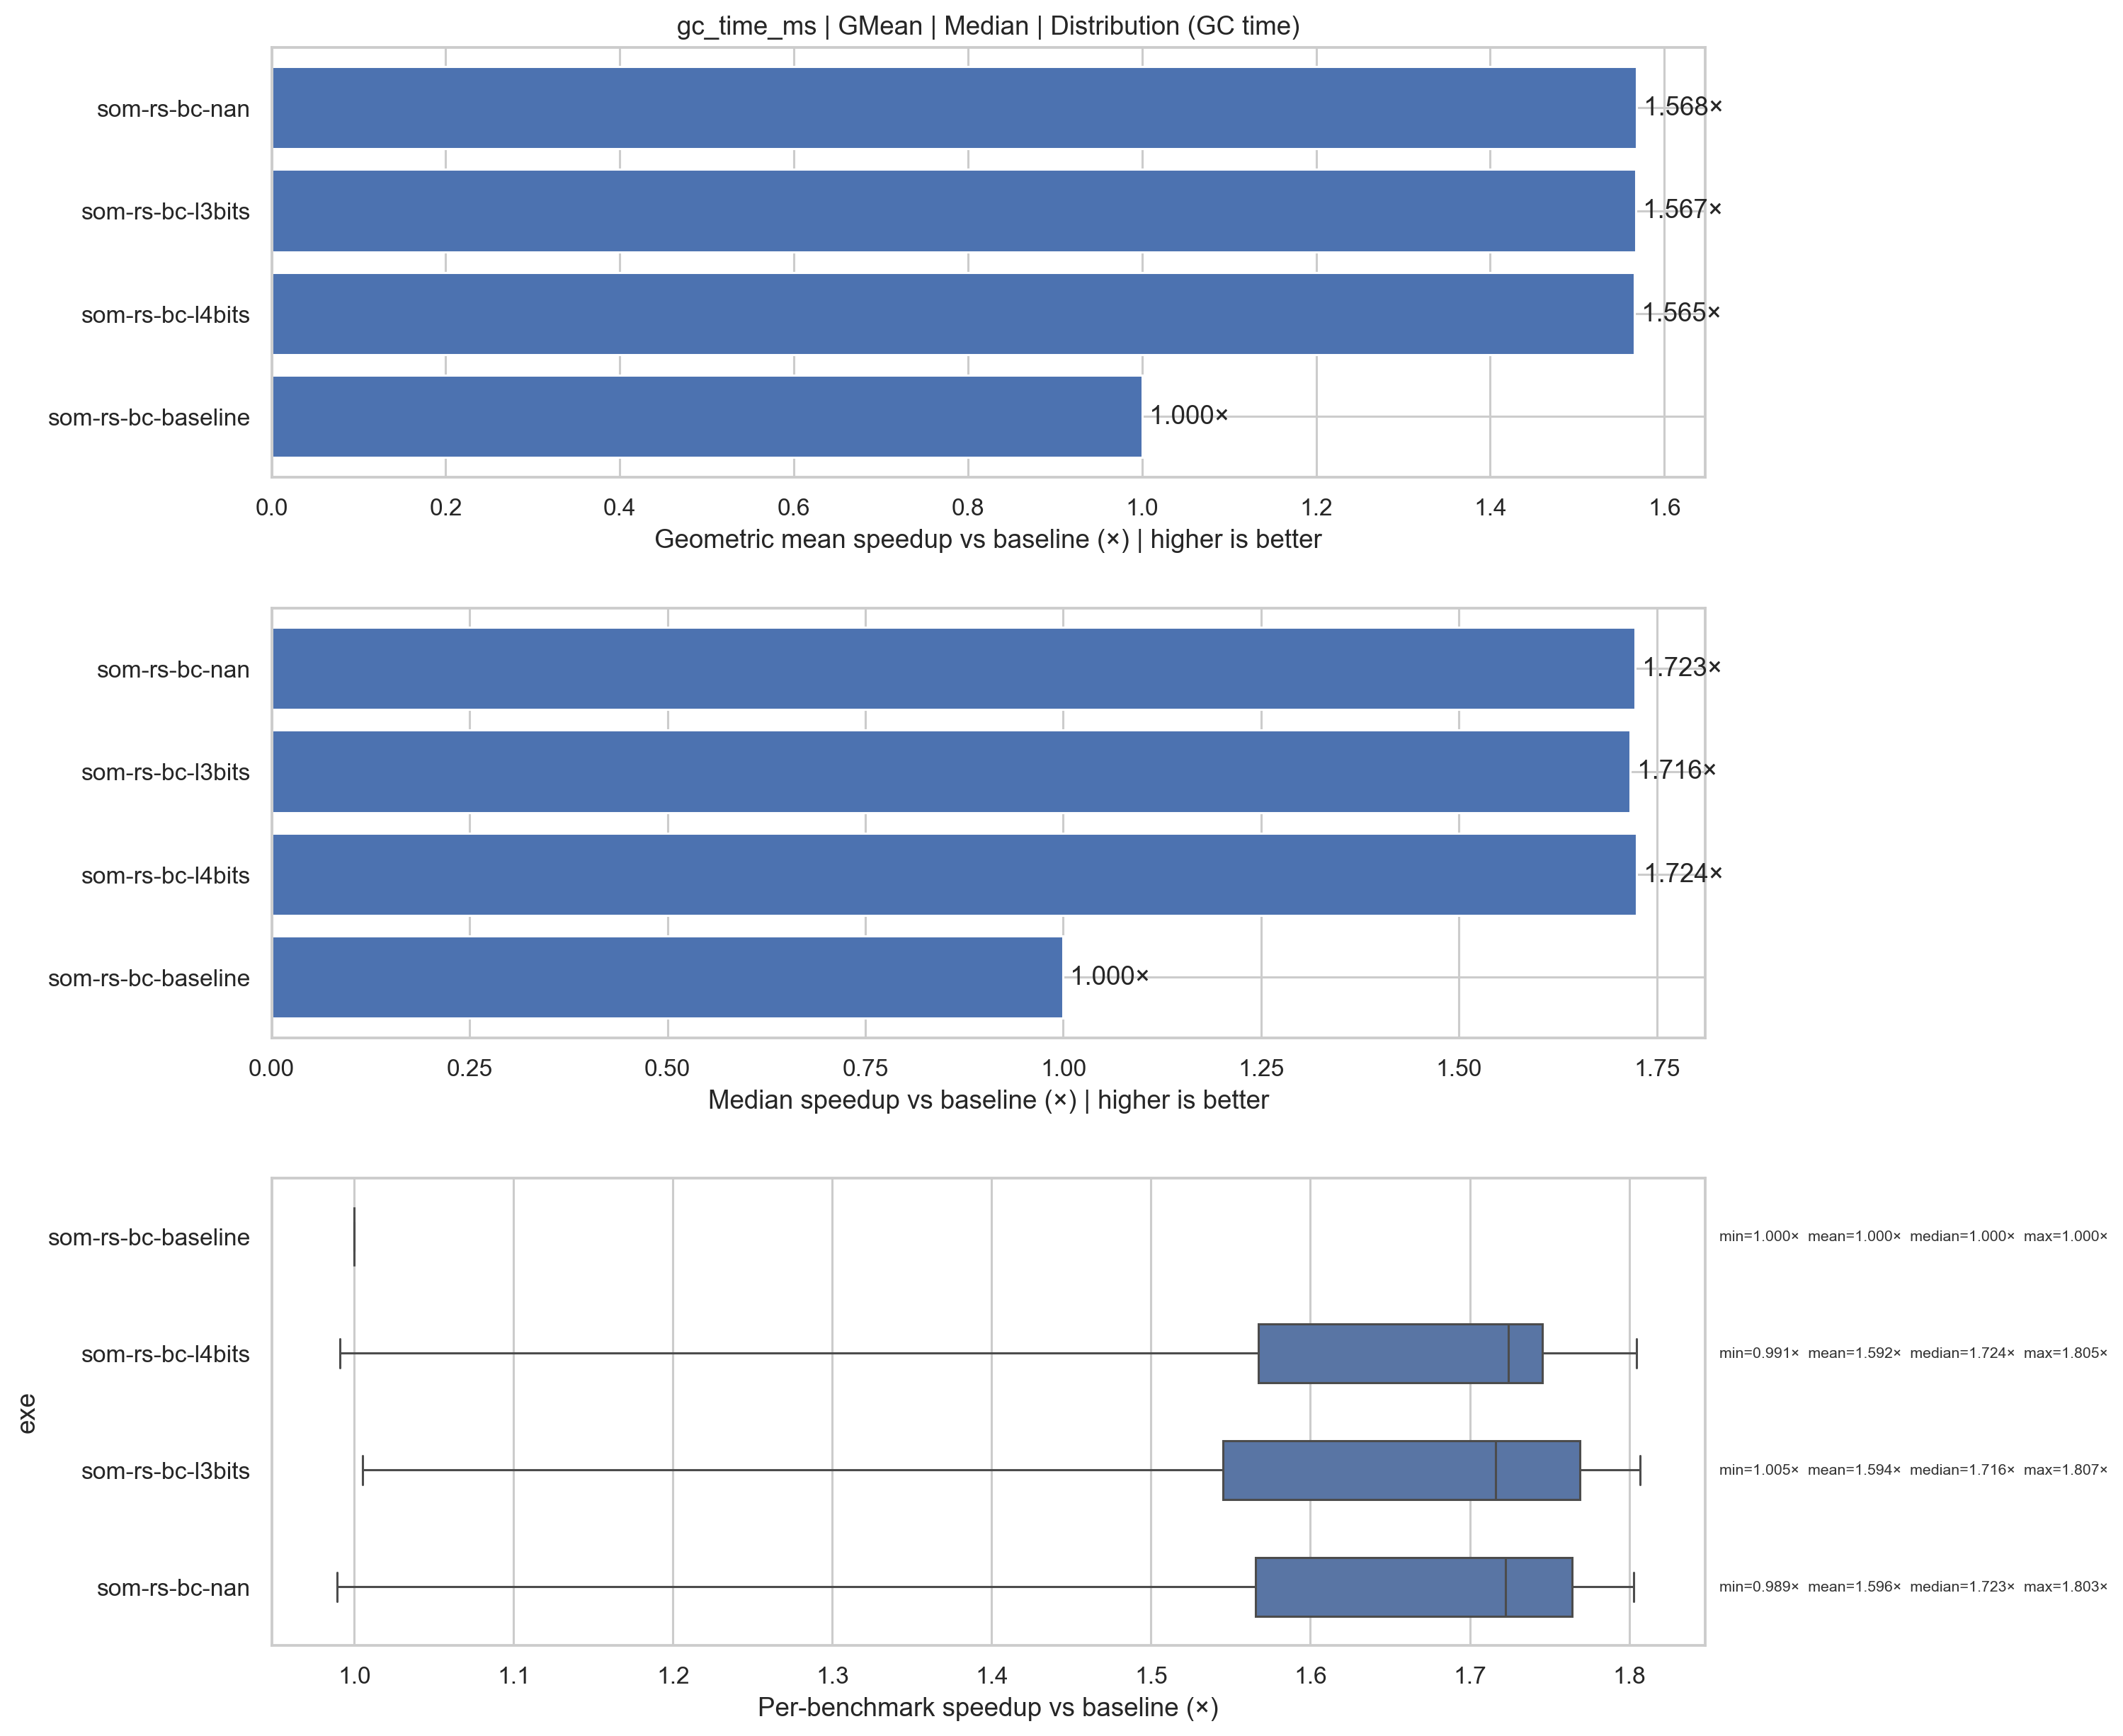 gc_time_ms | GMean | Median | Distribution (GC time)
som-rs-bc-nan
1.568×
som-rs-bc-l3bits
1.567×
som-rs-bc-l4bits
1.565×
som-rs-bc-baseline
1.000×
0.0 0.2 0.4 0.6 0.8 1.0 1.2 1.4 1.6
Geometric mean speedup vs baseline (×) | higher is better
som-rs-bc-nan
1.723×
som-rs-bc-l3bits
1.716×
som-rs-bc-l4bits
1.724×
som-rs-bc-baseline
1.000×
0.00 0.25 0.50 0.75 1.00 1.25 1.50 1.75
Median speedup vs baseline (×) | higher is better
exe
som-rs-bc-baseline
min=1.000× mean=1.000× median=1.000× max=1.000×
som-rs-bc-l4bits
min=0.991× mean=1.592× median=1.724× max=1.805×
som-rs-bc-l3bits
min=1.005× mean=1.594× median=1.716× max=1.807×
som-rs-bc-nan
min=0.989× mean=1.596× median=1.723× max=1.803×
1.0 1.1 1.2 1.3 1.4 1.5 1.6 1.7 1.8
Per-benchmark speedup vs baseline (×)